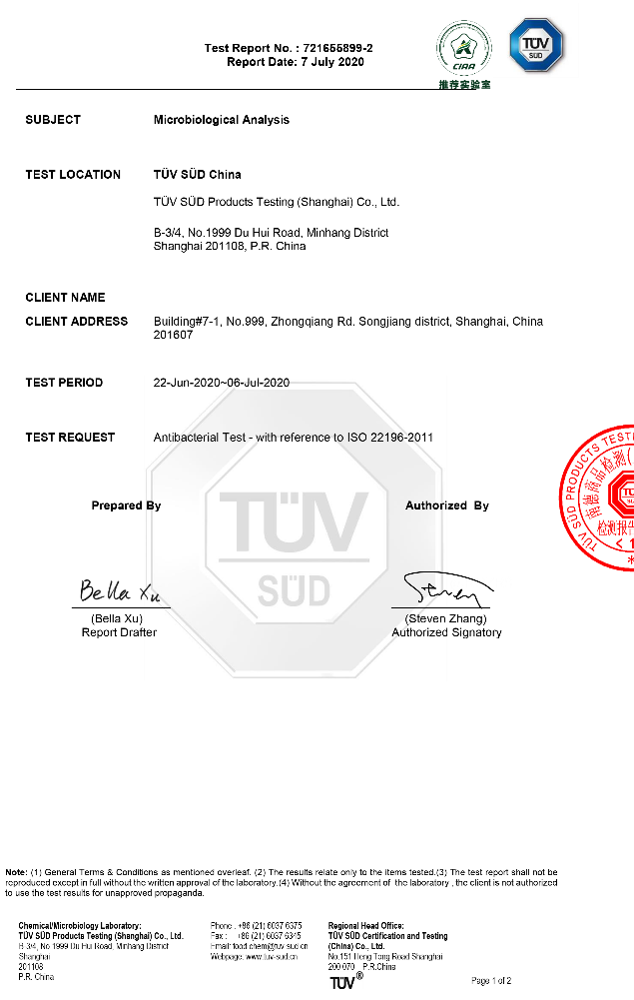 Test Report No. : 721655899-2
Report Date: 7 July 2020
CIAA
推荐实验室
TÜV
SÜD
SUBJECT Microbiological Analysis
TEST LOCATION TÜV SÜD China
TÜV SÜD Products Testing (Shanghai) Co., Ltd.
B-3/4, No.1999 Du Hui Road, Minhang District
Shanghai 201108, P.R. China
CLIENT NAME
CLIENT ADDRESS Building#7-1, No.999, Zhongqiang Rd. Songjiang district, Shanghai, China
201607
TEST PERIOD 22-Jun-2020~06-Jul-2020
TEST REQUEST Antibacterial Test - with reference to ISO 22196-2011
TÜV SÜD PRODUCTS TESTI
商品检测(
检测报
< 1
Prepared By Authorized By
TÜV
SÜD
Bella Xu Steven
(Bella Xu) (Steven Zhang)
Report Drafter Authorized Signatory
Note: (1) General Terms & Conditions as mentioned overleaf. (2) The results relate only to the items tested.(3) The test report shall not be
reproduced except in full without the written approval of the laboratory.(4) Without the agreement of the laboratory , the client is not authorized
to use the test results for unapproved propaganda.
Chemical/Microbiology Laboratory:
TÜV SÜD Products Testing (Shanghai) Co., Ltd.
B-3/4, No.1999 Du Hui Road, Minhang District
Shanghai
201108
P.R. China
Phone : +86 (21) 6037 6375
Fax : +86 (21) 6037 6345
Email: food.chem@tuv-sud.cn
Webpage: www.tuv-sud.cn
Regional Head Office:
TÜV SÜD Certification and Testing
(China) Co., Ltd.
No.151 Heng Tong Road Shanghai
200 070 P.R.China
TÜV®
Page 1 of 2